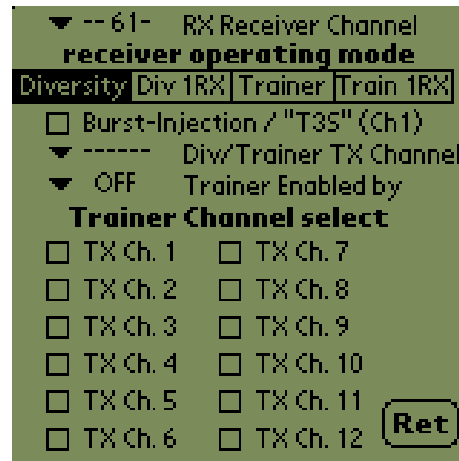 -- 61- RX Receiver Channel
receiver operating mode
Diversity Div 1RX Trainer Train 1RX
Burst-Injection / "T3S" (Ch1)
------ Div/Trainer TX Channel
OFF Trainer Enabled by
Trainer Channel select
TX Ch. 1 TX Ch. 7
TX Ch. 2 TX Ch. 8
TX Ch. 3 TX Ch. 9
TX Ch. 4 TX Ch. 10
TX Ch. 5 TX Ch. 11
TX Ch. 6 TX Ch. 12
Ret